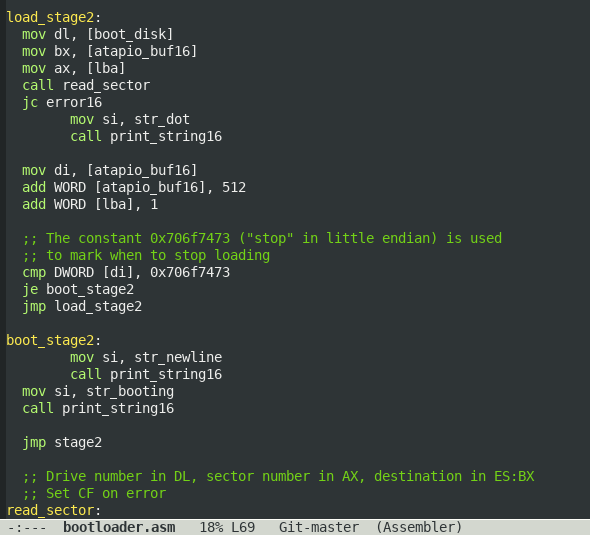 load_stage2:
  mov dl, [boot_disk]
  mov bx, [atapio_buf16]
  mov ax, [lba]
  call read_sector
  jc error16
        mov si, str_dot
        call print_string16

  mov di, [atapio_buf16]
  add WORD [atapio_buf16], 512
  add WORD [lba], 1

  ;; The constant 0x706f7473 ("stop" in little endian) is used
  ;; to mark when to stop loading
  cmp DWORD [di], 0x706f7473
  je boot_stage2
  jmp load_stage2

boot_stage2:
        mov si, str_newline
        call print_string16
  mov si, str_booting
  call print_string16

  jmp stage2

  ;; Drive number in DL, sector number in AX, destination in ES:BX
  ;; Set CF on error
read_sector:
-:---  bootloader.asm   18% L69   Git-master  (Assembler)